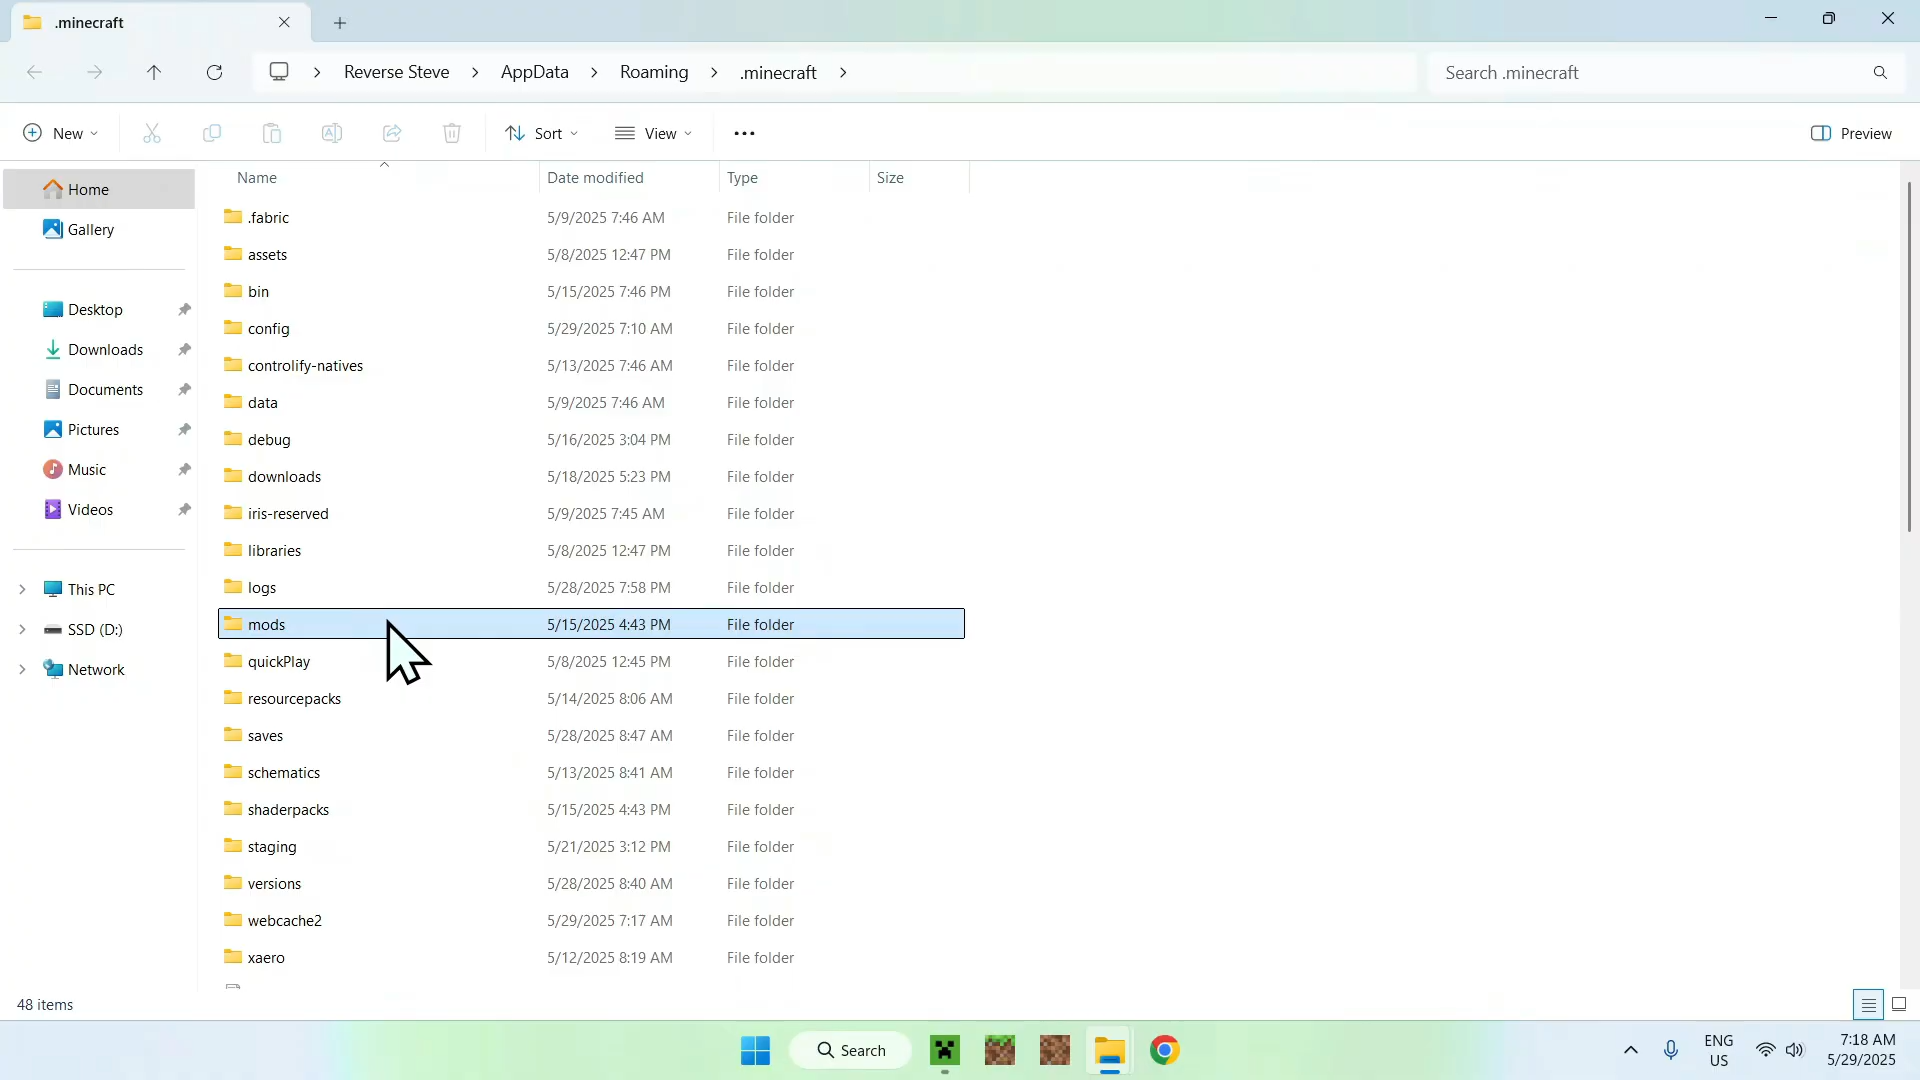 .minecraft
Reverse Steve AppData Roaming .minecraft
Search .minecraft
New Sort View Preview
Name Date modified Type Size
Home
Gallery
Desktop
Downloads
Documents
Pictures
Music
Videos
This PC
SSD (D:)
Network
.fabric 5/9/2025 7:46 AM File folder
assets 5/8/2025 12:47 PM File folder
bin 5/15/2025 7:46 PM File folder
config 5/29/2025 7:10 AM File folder
controlify-natives 5/13/2025 7:46 AM File folder
data 5/9/2025 7:46 AM File folder
debug 5/16/2025 3:04 PM File folder
downloads 5/18/2025 5:23 PM File folder
iris-reserved 5/9/2025 7:45 AM File folder
libraries 5/8/2025 12:47 PM File folder
logs 5/28/2025 7:58 PM File folder
mods 5/15/2025 4:43 PM File folder
quickPlay 5/8/2025 12:45 PM File folder
resourcepacks 5/14/2025 8:06 AM File folder
saves 5/28/2025 8:47 AM File folder
schematics 5/13/2025 8:41 AM File folder
shaderpacks 5/15/2025 4:43 PM File folder
staging 5/21/2025 3:12 PM File folder
versions 5/28/2025 8:40 AM File folder
webcache2 5/29/2025 7:17 AM File folder
xaero 5/12/2025 8:19 AM File folder
48 items
Search
ENG
US
7:18 AM
5/29/2025